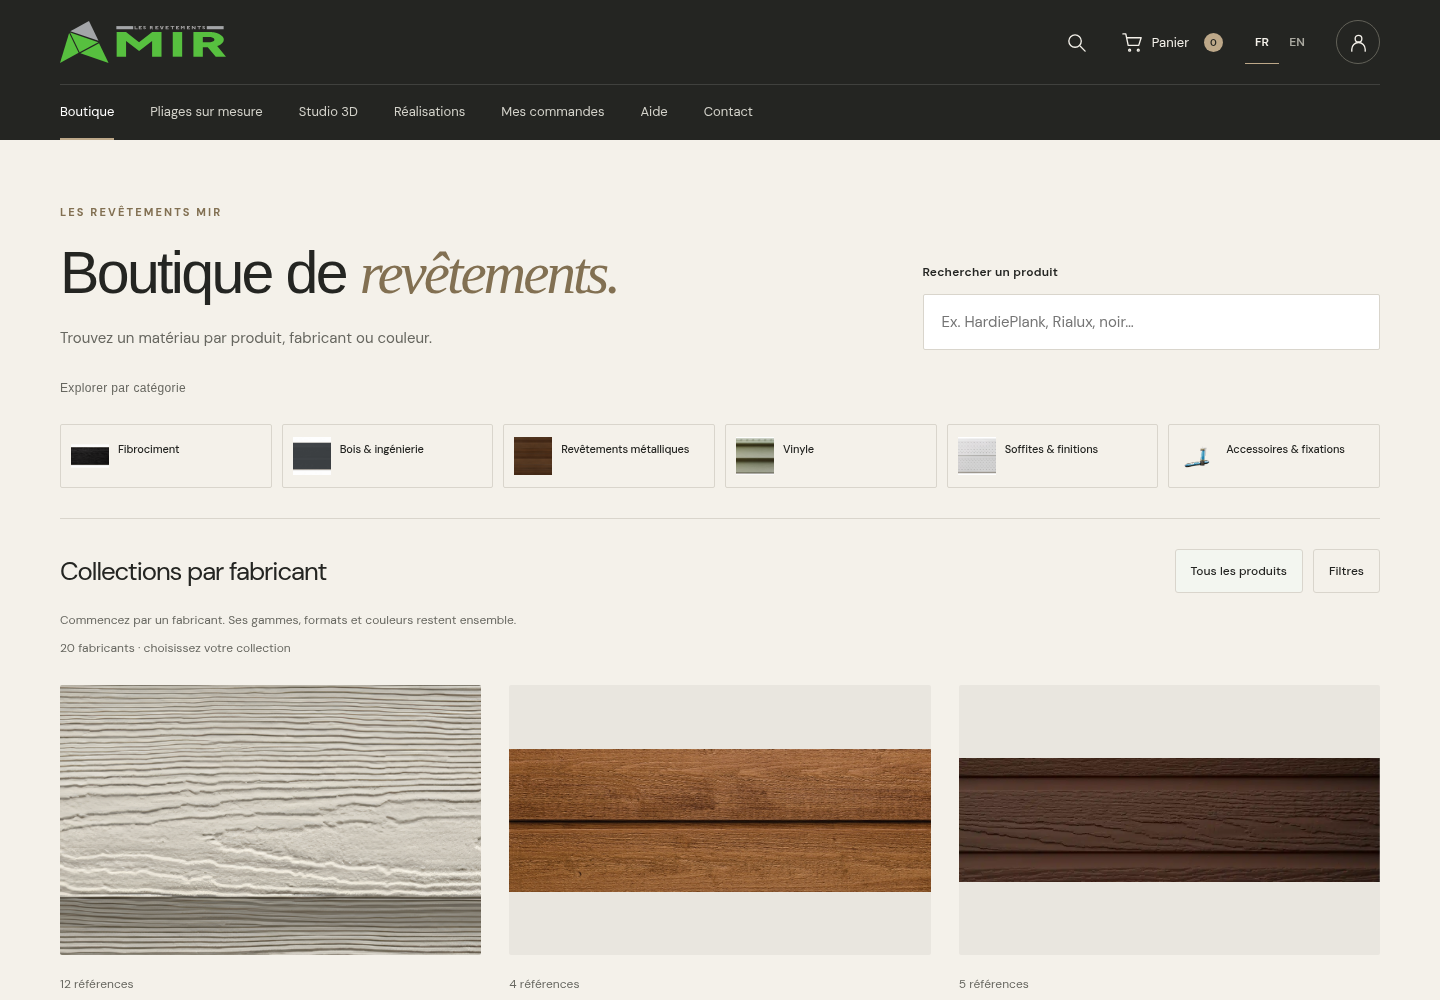 LES REVÊTEMENTS
MIR
Panier 0 FR EN
Boutique Pliages sur mesure Studio 3D Réalisations Mes commandes Aide Contact
LES REVÊTEMENTS MIR
Boutique de revêtements.
Trouvez un matériau par produit, fabricant ou couleur.
Rechercher un produit
Ex. HardiePlank, Rialux, noir...
Explorer par catégorie
Fibrociment Bois & ingénierie Revêtements métalliques Vinyle Soffites & finitions Accessoires & fixations
Collections par fabricant
Tous les produits Filtres
Commencez par un fabricant. Ses gammes, formats et couleurs restent ensemble.
20 fabricants · choisissez votre collection
12 références 4 références 5 références